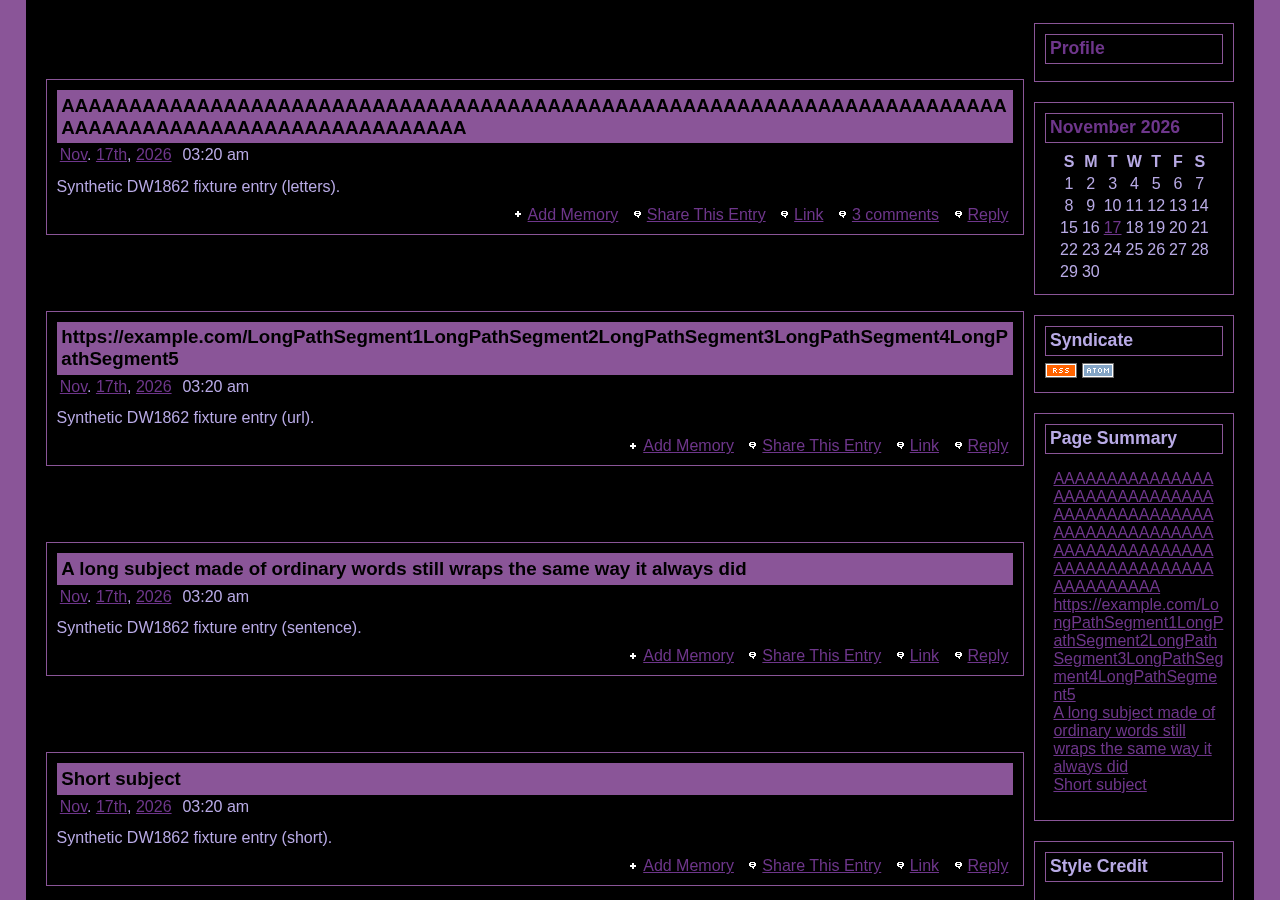 AAAAAAAAAAAAAAAAAAAAAAAAAAAAAAAAAAAAAAAAAAAAAAAAAAAAAAAAAAAAAAAAAAAAAA
AAAAAAAAAAAAAAAAAAAAAAAAAAAAAA
Nov. 17th, 2026 03:20 am
Synthetic DW1862 fixture entry (letters).
Add Memory Share This Entry Link 3 comments Reply
https://example.com/LongPathSegment1LongPathSegment2LongPathSegment3LongPathSegment4LongP
athSegment5
Nov. 17th, 2026 03:20 am
Synthetic DW1862 fixture entry (url).
Add Memory Share This Entry Link Reply
A long subject made of ordinary words still wraps the same way it always did
Nov. 17th, 2026 03:20 am
Synthetic DW1862 fixture entry (sentence).
Add Memory Share This Entry Link Reply
Short subject
Nov. 17th, 2026 03:20 am
Synthetic DW1862 fixture entry (short).
Add Memory Share This Entry Link Reply
Profile
November 2026
S M T W T F S
1 2 3 4 5 6 7
8 9 10 11 12 13 14
15 16 17 18 19 20 21
22 23 24 25 26 27 28
29 30
Syndicate
RSS ATOM
Page Summary
AAAAAAAAAAAAAAA
AAAAAAAAAAAAAAA
AAAAAAAAAAAAAAA
AAAAAAAAAAAAAAA
AAAAAAAAAAAAAAA
AAAAAAAAAAAAAAA
AAAAAAAAAA
https://example.com/Lo
ngPathSegment1LongP
athSegment2LongPath
Segment3LongPathSeg
ment4LongPathSegme
nt5
A long subject made of
ordinary words still
wraps the same way it
always did
Short subject
Style Credit